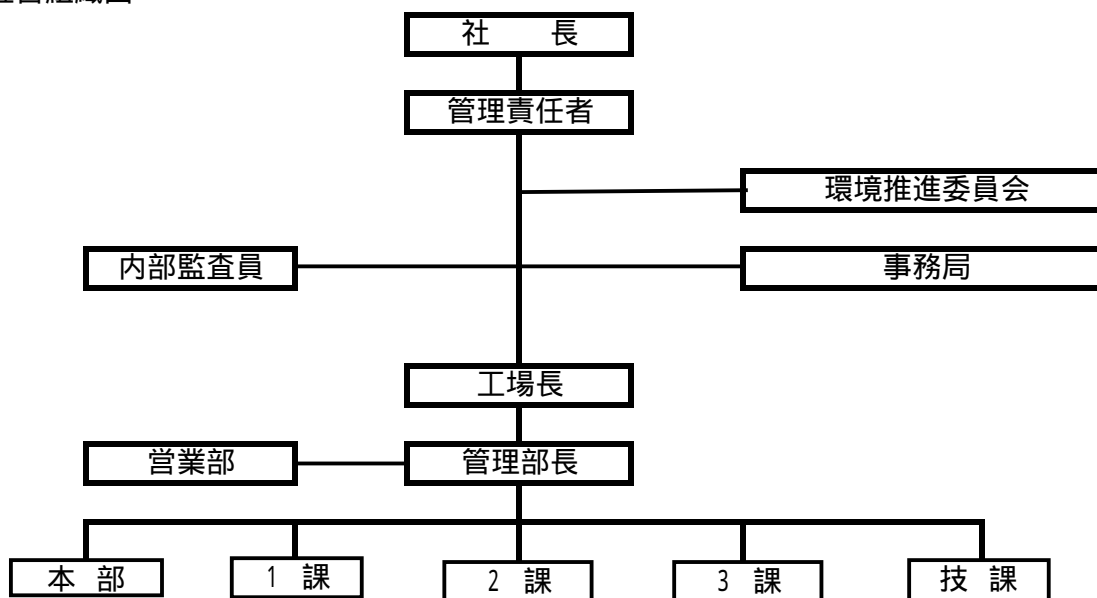 社 長
管理責任者
環境推進委員会
内部監査員
事務局
工場長
営業部
管理部長
本 部
1 課
2 課
3 課
技 課